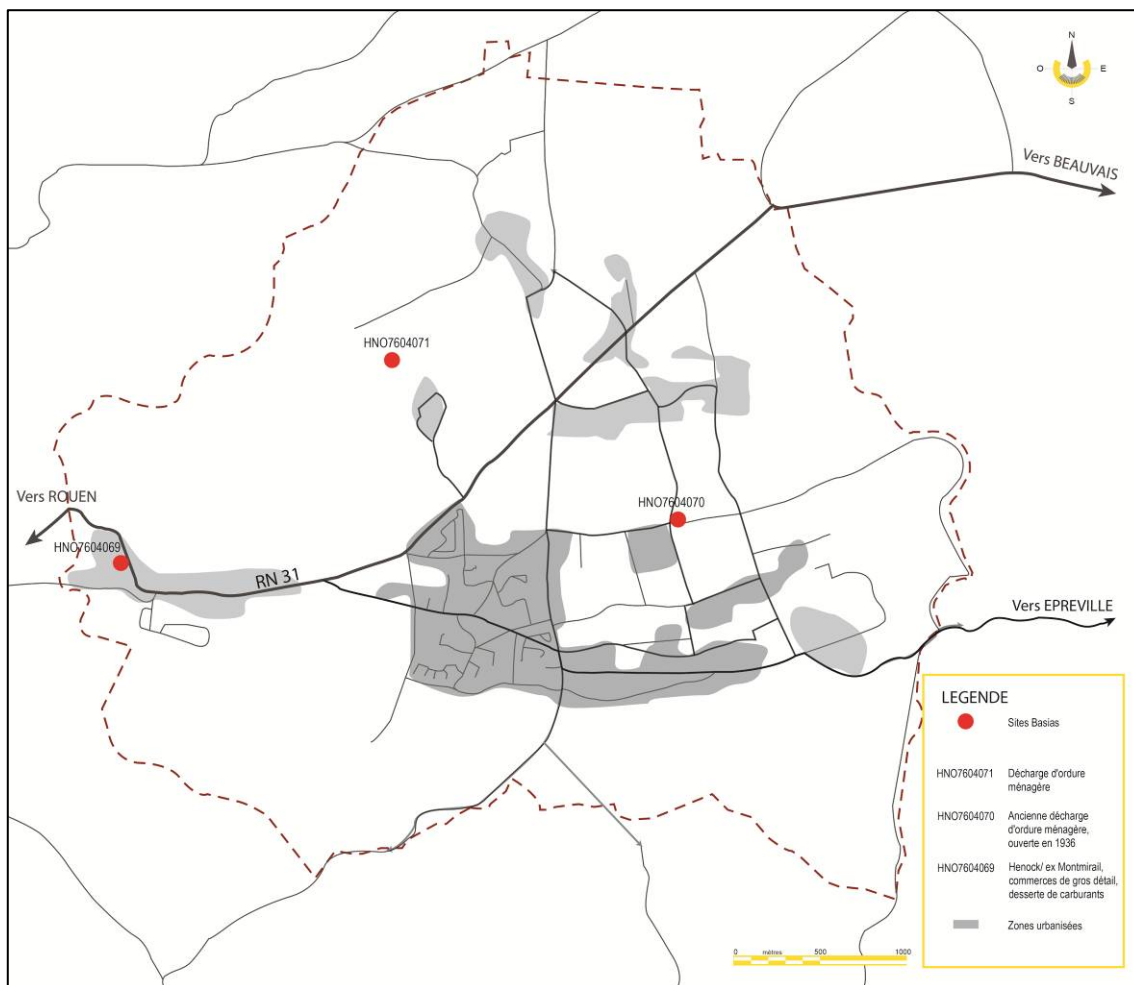 N
O
E
S
Vers BEAUVAIS
HNO7604071
Vers ROUEN
HNO7604070
HNO7604069
RN 31
Vers EPREVILLE
LEGENDE
Sites Basias
HNO7604071
Décharge d'ordure
ménagère
HNO7604070
Ancienne décharge
d'ordure ménagère,
ouverte en 1936
HNO7604069
Henock/ ex Montmirail,
commerces de gros détail,
desserte de carburants
Zones urbanisées
0 mètres 500 1000